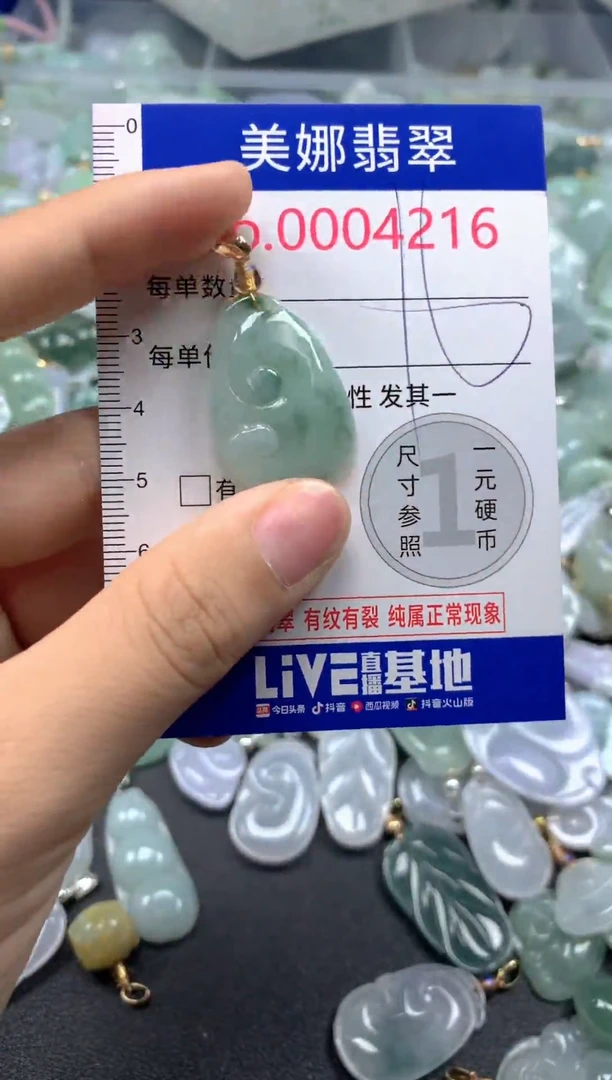 0
美娜翡翠
.0004216
每单数
3
每单
4
性 发其一
尺寸参照
1
一元硬币
5
有
6
翠 有纹有裂 纯属正常现象
LiVE直播基地
今日头条 抖音 西瓜视频 抖音火山版